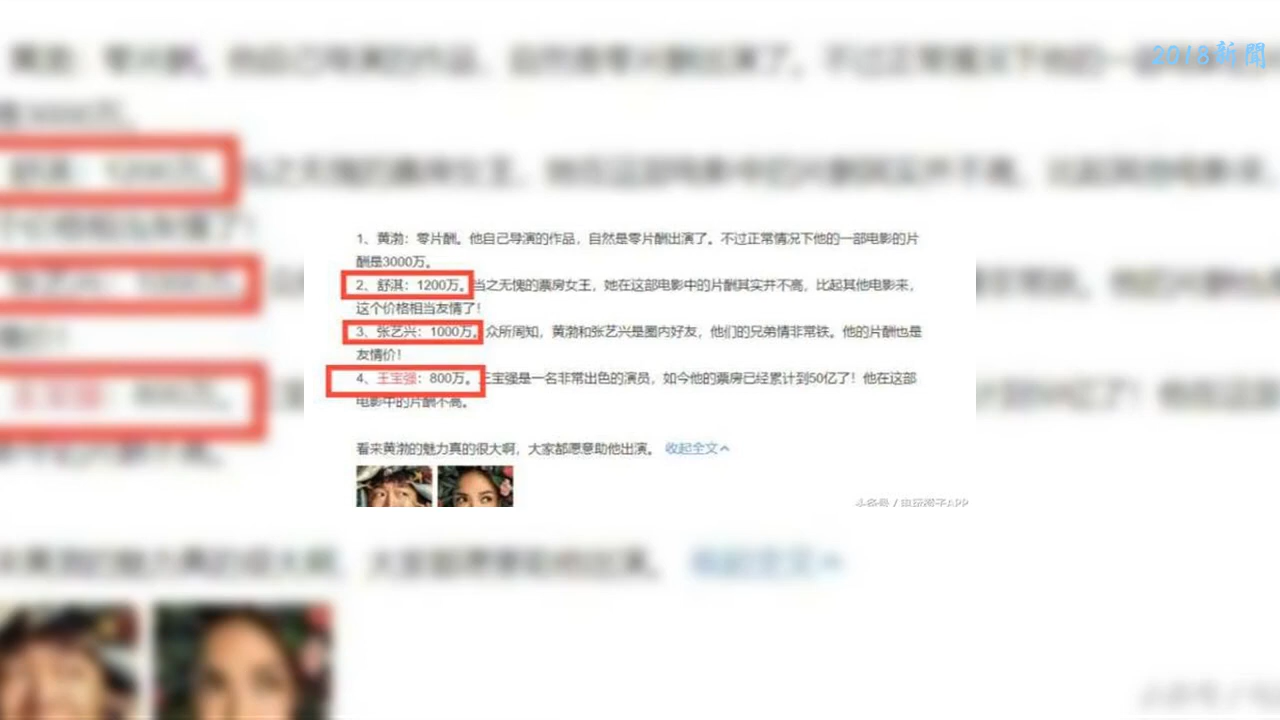 2018新聞
1、黄渤：零片酬。他自己导演的作品，自然是零片酬出演了。不过正常情况下他的一部电影的片
酬是3000万。
2、舒淇：1200万。当之无愧的票房女王，她在这部电影中的片酬其实并不高，比起其他电影来，
这个价格相当友情了！
3、张艺兴：1000万。众所周知，黄渤和张艺兴是圈内好友，他们的兄弟情非常铁。他的片酬也是
友情价！
4、王宝强：800万。王宝强是一名非常出色的演员，如今他的票房已经累计到50亿了！他在这部
电影中的片酬不高。
看来黄渤的魅力真的很大啊，大家都愿意助他出演。 收起全文